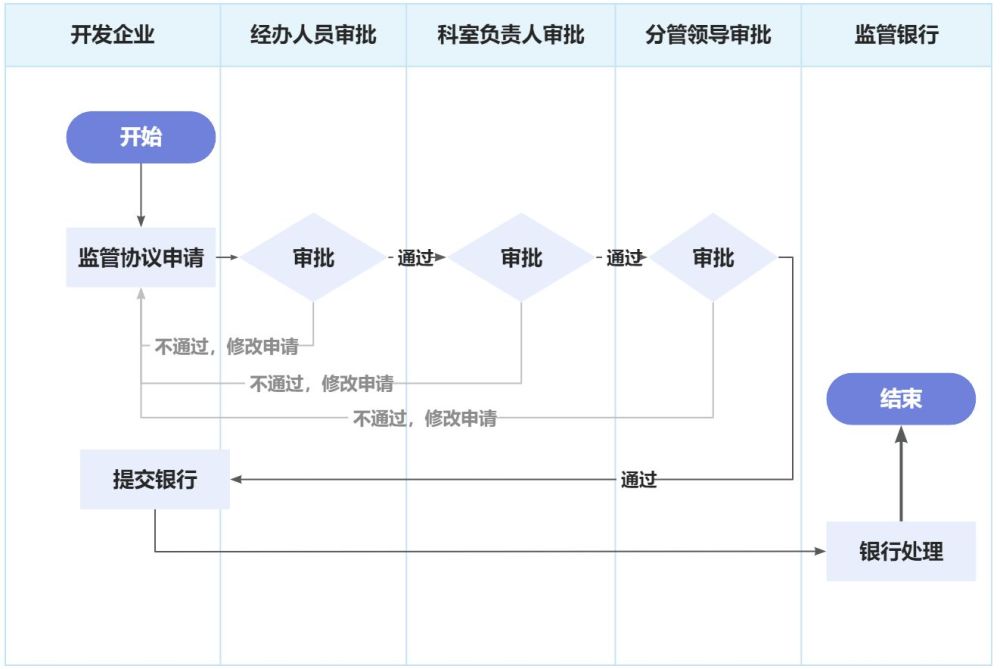 开发企业
经办人员审批
科室负责人审批
分管领导审批
监管银行
开始
监管协议申请
审批
通过
审批
通过
审批
不通过，修改申请
不通过，修改申请
不通过，修改申请
结束
提交银行
通过
银行处理